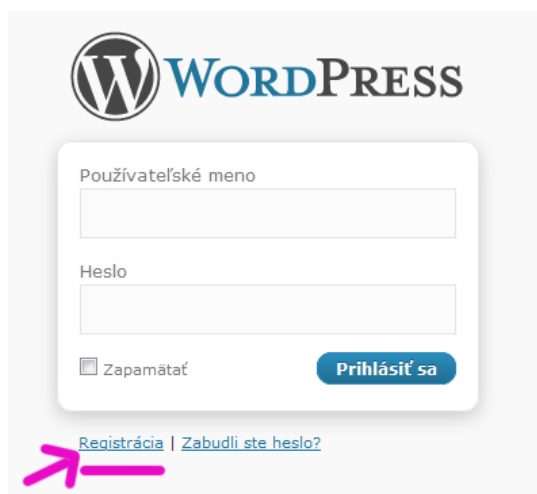 WORDPRESS
Používateľské meno
Heslo
Zapamätať
Prihlásiť sa
Registrácia | Zabudli ste heslo?